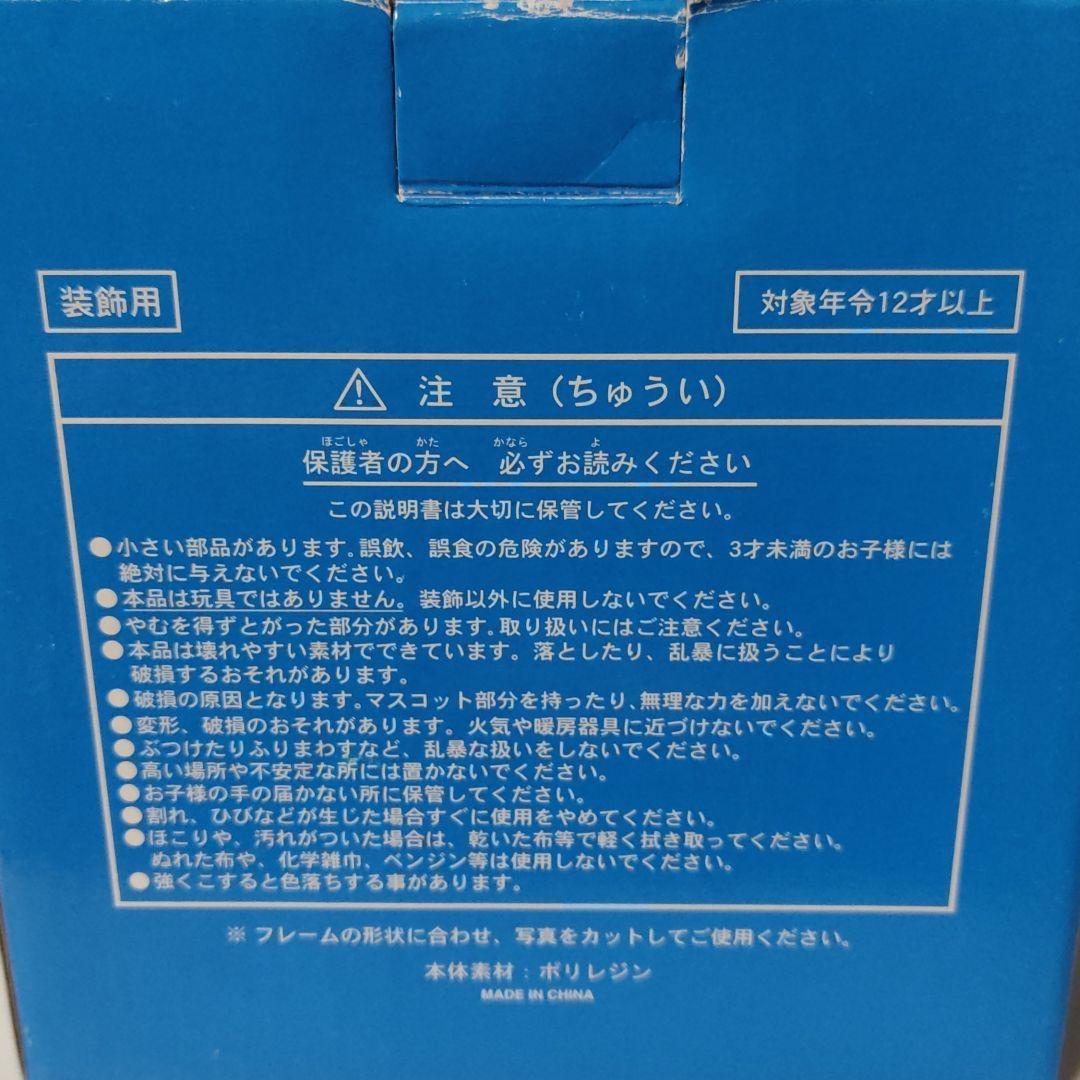 装飾用
対象年令12才以上
注 意（ちゅうい）
ほごしゃ かた かなら よ
保護者の方へ 必ずお読みください
この説明書は大切に保管してください。
●小さい部品があります。誤飲、誤食の危険がありますので、3才未満のお子様には
絶対に与えないでください。
●本品は玩具ではありません。装飾以外に使用しないでください。
●やむを得ずとがった部分があります。取り扱いにはご注意ください。
●本品は壊れやすい素材でできています。落としたり、乱暴に扱うことにより
破損するおそれがあります。
●破損の原因となります。マスコット部分を持ったり、無理な力を加えないでください。
●変形、破損のおそれがあります。火気や暖房器具に近づけないでください。
●ぶつけたりふりまわすなど、乱暴な扱いをしないでください。
●高い場所や不安定な所には置かないでください。
●お子様の手の届かない所に保管してください。
●割れ、ひびなどが生じた場合すぐに使用をやめてください。
●ほこりや、汚れがついた場合は、乾いた布等で軽く拭き取ってください。
ぬれた布や、化学雑巾、ベンジン等は使用しないでください。
●強くこすると色落ちする事があります。
※ フレームの形状に合わせ、写真をカットしてご使用ください。
本体素材：ポリレジン
MADE IN CHINA